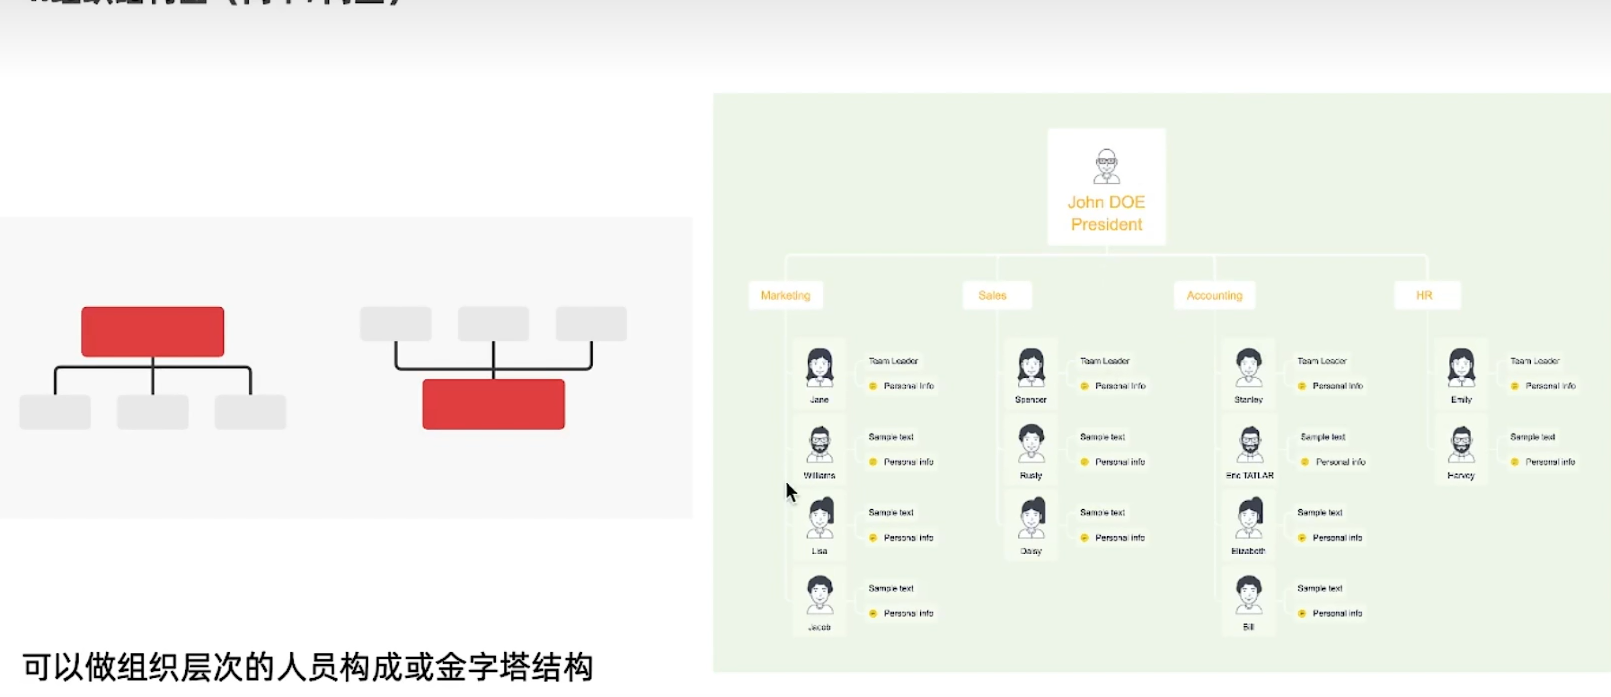 John DOE
President
Marketing
Sales
Accounting
HR
Team Leader
Personal Info
Jane
Sample text
Personal info
Williams
Sample text
Personal info
Lisa
Sample text
Personal info
Jacob
Team Leader
Personal Info
Spencer
Sample text
Personal info
Rusly
Sample text
Personal info
Daisy
Team Leader
Personal Info
Stanley
Sample text
Personal info
Eric TATLAR
Sample text
Personal info
Elizabeth
Sample text
Personal info
Bill
Team Leader
Personal Info
Emily
Sample text
Personal info
Harvey
可以做组织层次的人员构成或金字塔结构